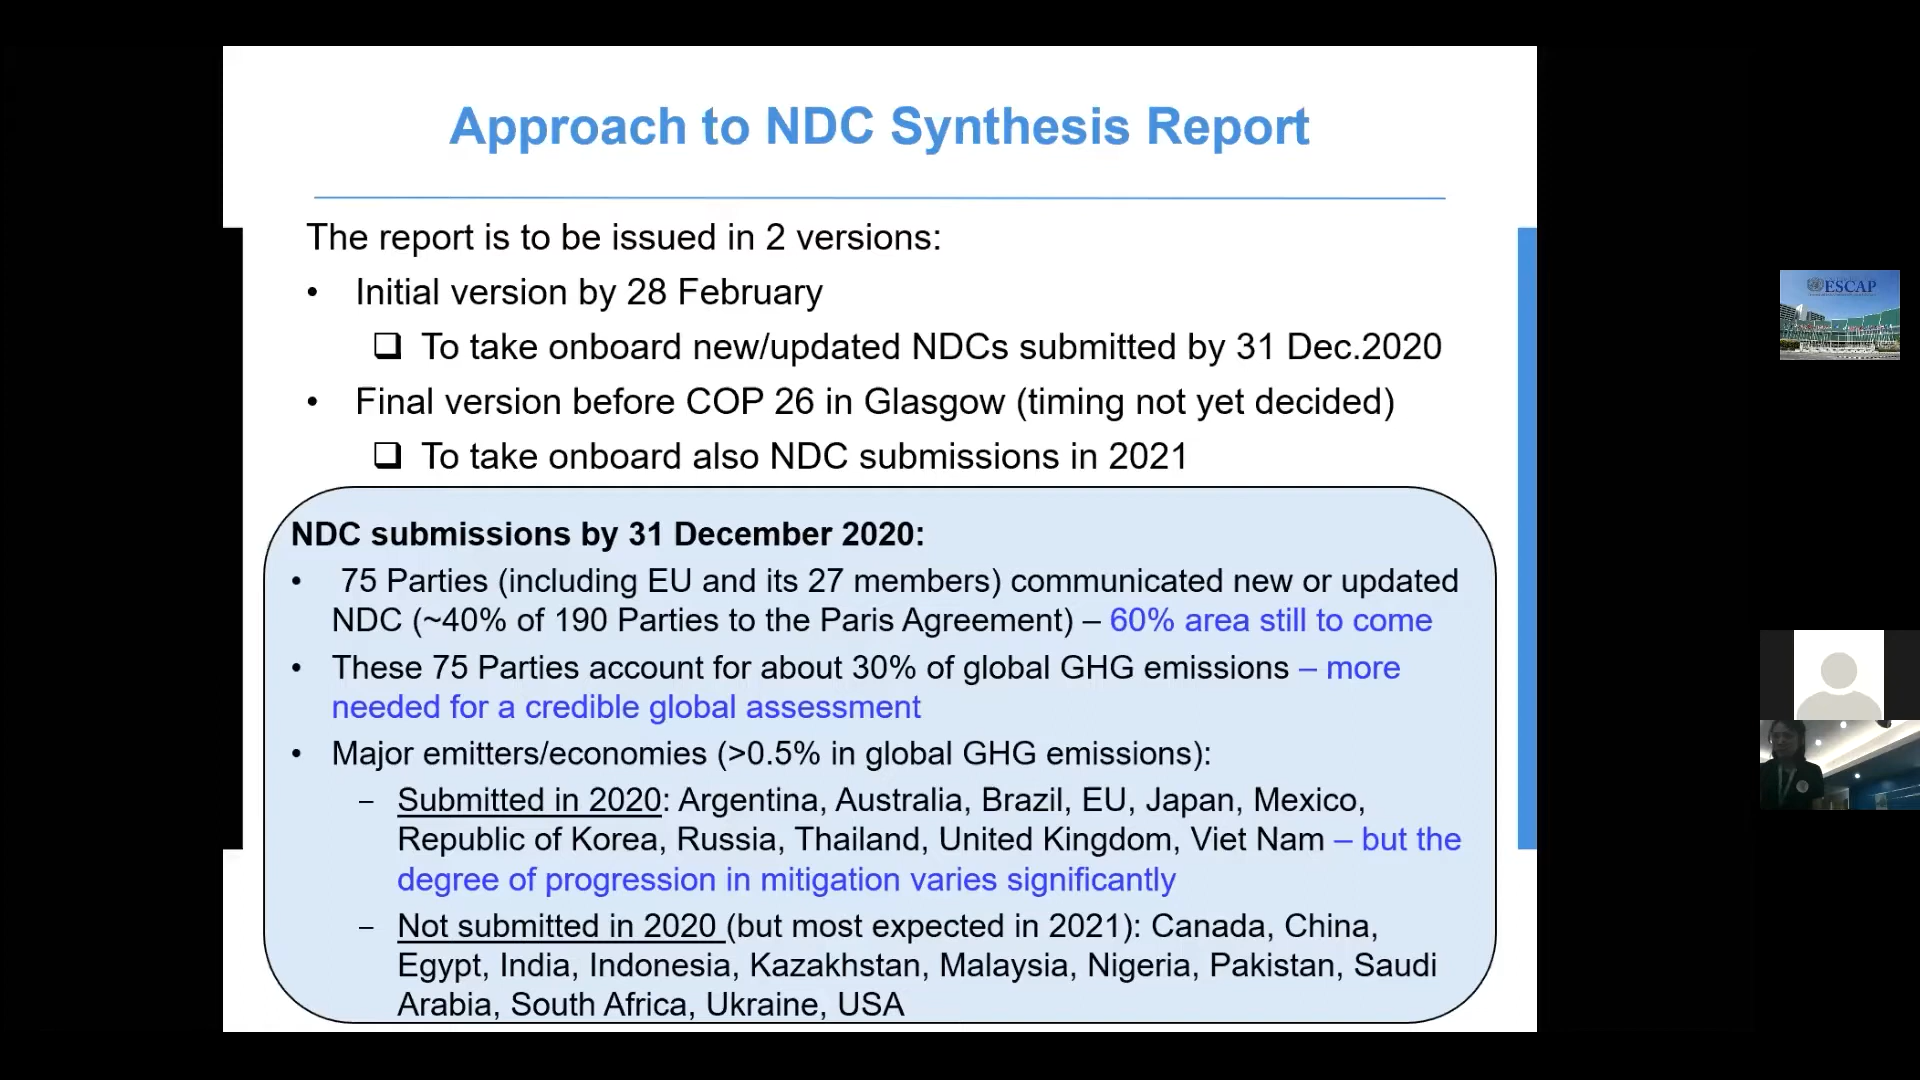 Approach to NDC Synthesis Report
The report is to be issued in 2 versions:
• Initial version by 28 February
❑ To take onboard new/updated NDCs submitted by 31 Dec.2020
• Final version before COP 26 in Glasgow (timing not yet decided)
❑ To take onboard also NDC submissions in 2021
NDC submissions by 31 December 2020:
• 75 Parties (including EU and its 27 members) communicated new or updated
NDC (~40% of 190 Parties to the Paris Agreement) – 60% area still to come
• These 75 Parties account for about 30% of global GHG emissions – more
needed for a credible global assessment
• Major emitters/economies (>0.5% in global GHG emissions):
– Submitted in 2020: Argentina, Australia, Brazil, EU, Japan, Mexico,
Republic of Korea, Russia, Thailand, United Kingdom, Viet Nam – but the
degree of progression in mitigation varies significantly
– Not submitted in 2020 (but most expected in 2021): Canada, China,
Egypt, India, Indonesia, Kazakhstan, Malaysia, Nigeria, Pakistan, Saudi
Arabia, South Africa, Ukraine, USA
ESCAP